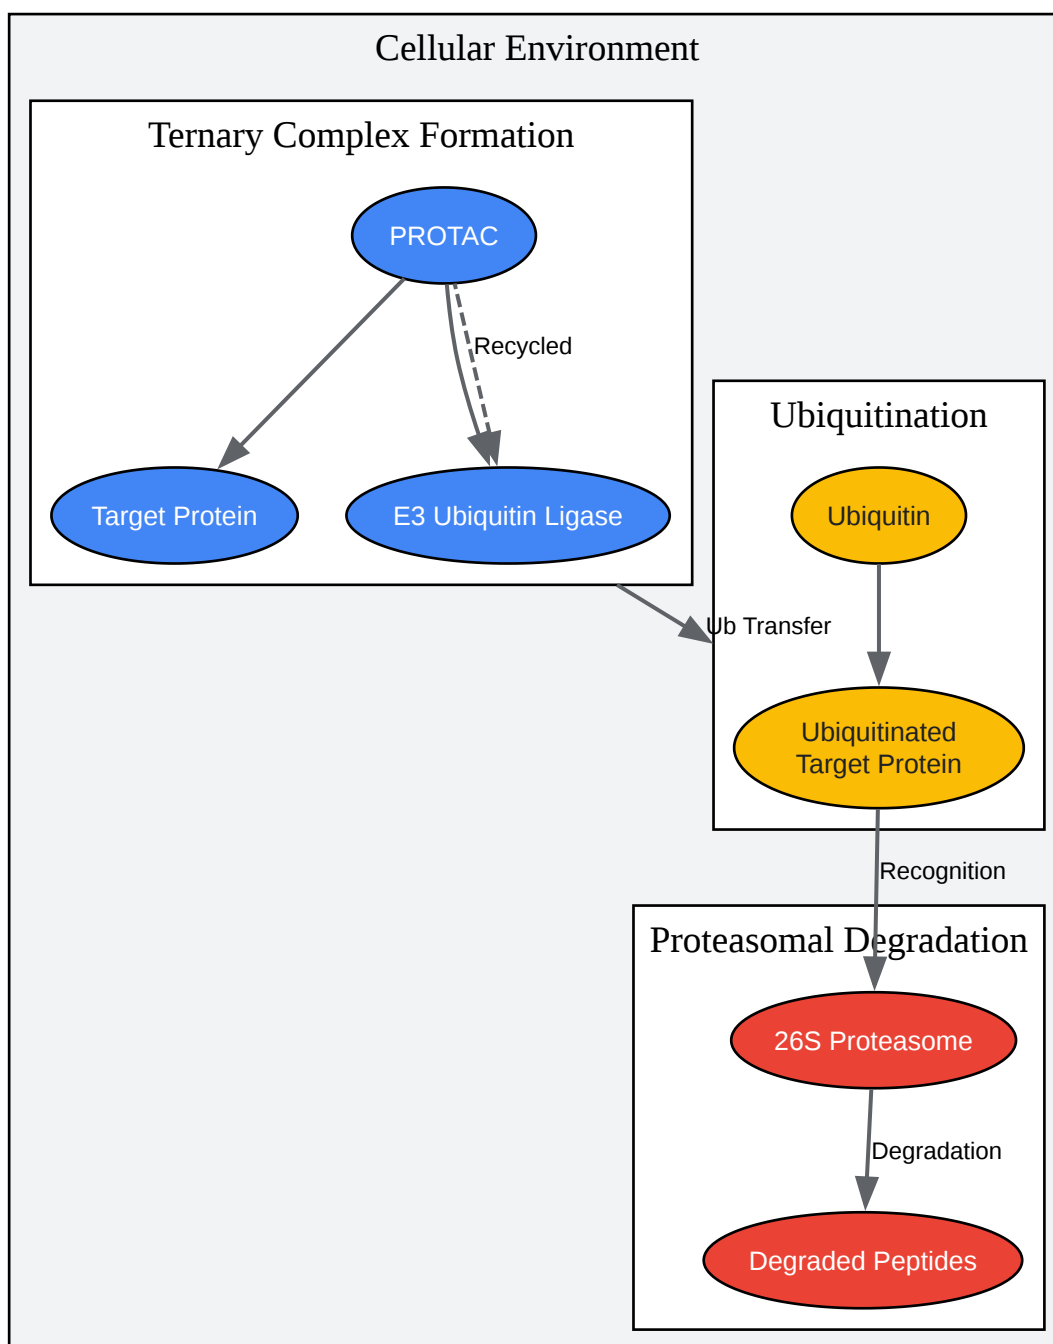 Cellular Environment
Ternary Complex Formation
PROTAC
Recycled
Target Protein
E3 Ubiquitin Ligase
Ubiquitination
Ubiquitin
Ub Transfer
Ubiquitinated
Target Protein
Recognition
Proteasomal Degradation
26S Proteasome
Degradation
Degraded Peptides